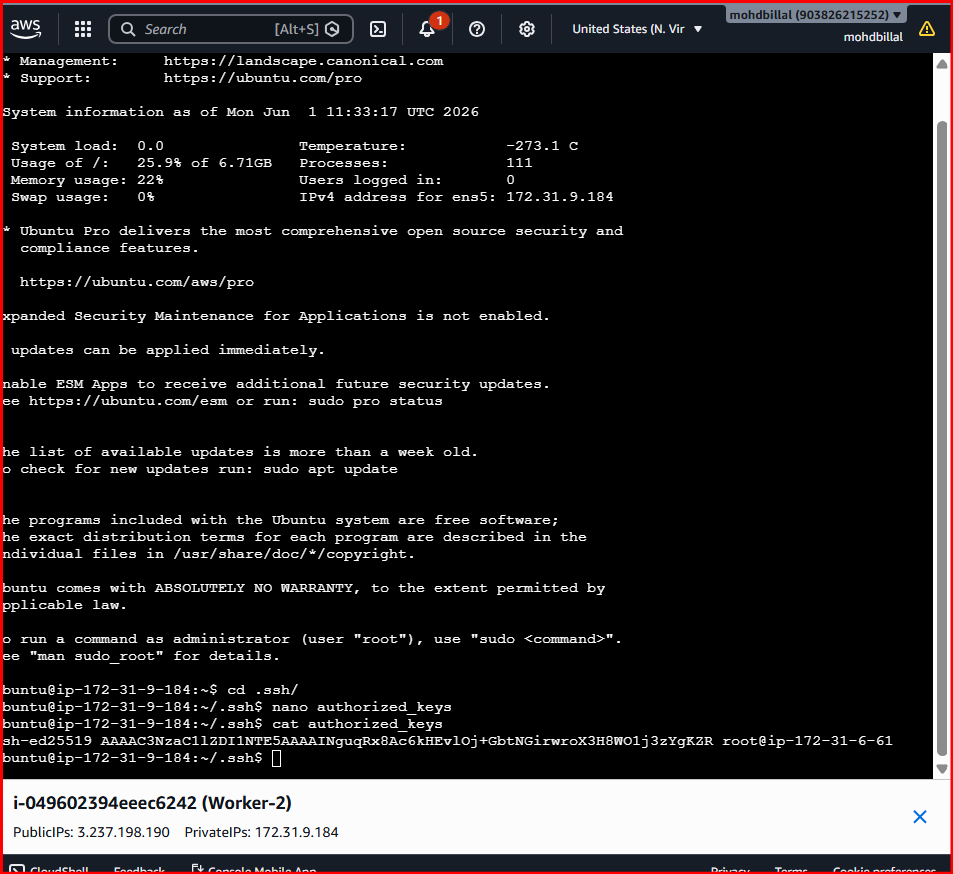 aws
Search [Alt+S]
1
United States (N. Vir
mohdbillal (903826215252)
mohdbillal
* Management: https://landscape.canonical.com
* Support: https://ubuntu.com/pro
System information as of Mon Jun 1 11:33:17 UTC 2026
System load: 0.0 Temperature: -273.1 C
Usage of /: 25.9% of 6.71GB Processes: 111
Memory usage: 22% Users logged in: 0
Swap usage: 0% IPv4 address for ens5: 172.31.9.184
* Ubuntu Pro delivers the most comprehensive open source security and
compliance features.
https://ubuntu.com/aws/pro
xpanded Security Maintenance for Applications is not enabled.
updates can be applied immediately.
nable ESM Apps to receive additional future security updates.
ee https://ubuntu.com/esm or run: sudo pro status
he list of available updates is more than a week old.
o check for new updates run: sudo apt update
he programs included with the Ubuntu system are free software;
he exact distribution terms for each program are described in the
ndividual files in /usr/share/doc/*/copyright.
buntu comes with ABSOLUTELY NO WARRANTY, to the extent permitted by
pplicable law.
o run a command as administrator (user "root"), use "sudo <command>".
ee "man sudo_root" for details.
buntu@ip-172-31-9-184:~$ cd .ssh/
buntu@ip-172-31-9-184:~/.ssh$ nano authorized_keys
buntu@ip-172-31-9-184:~/.ssh$ cat authorized_keys
sh-ed25519 AAAAC3NzaC1lZDI1NTE5AAAAINguqRx8Ac6kHEvlOj+GbtNGirwroX3H8WO1j3zYgKZR root@ip-172-31-6-61
buntu@ip-172-31-9-184:~/.ssh$
i-049602394eeec6242 (Worker-2)
PublicIPs: 3.237.198.190 PrivateIPs: 172.31.9.184
CloudShell Feedback Console Mobile App Privacy Terms Cookie preferences